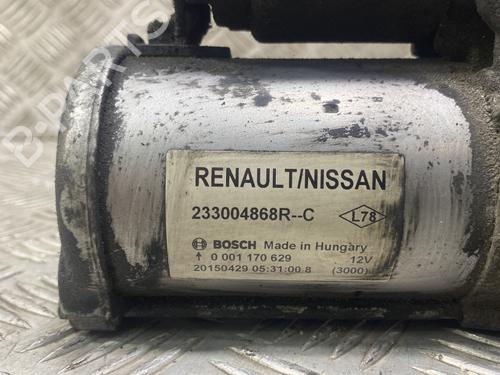 B-PARTS
RENAULT/NISSAN
233004868R--C L78
BOSCH Made in Hungary
0 001 170 629 12V
20150429 05:31:00 8 (3000)